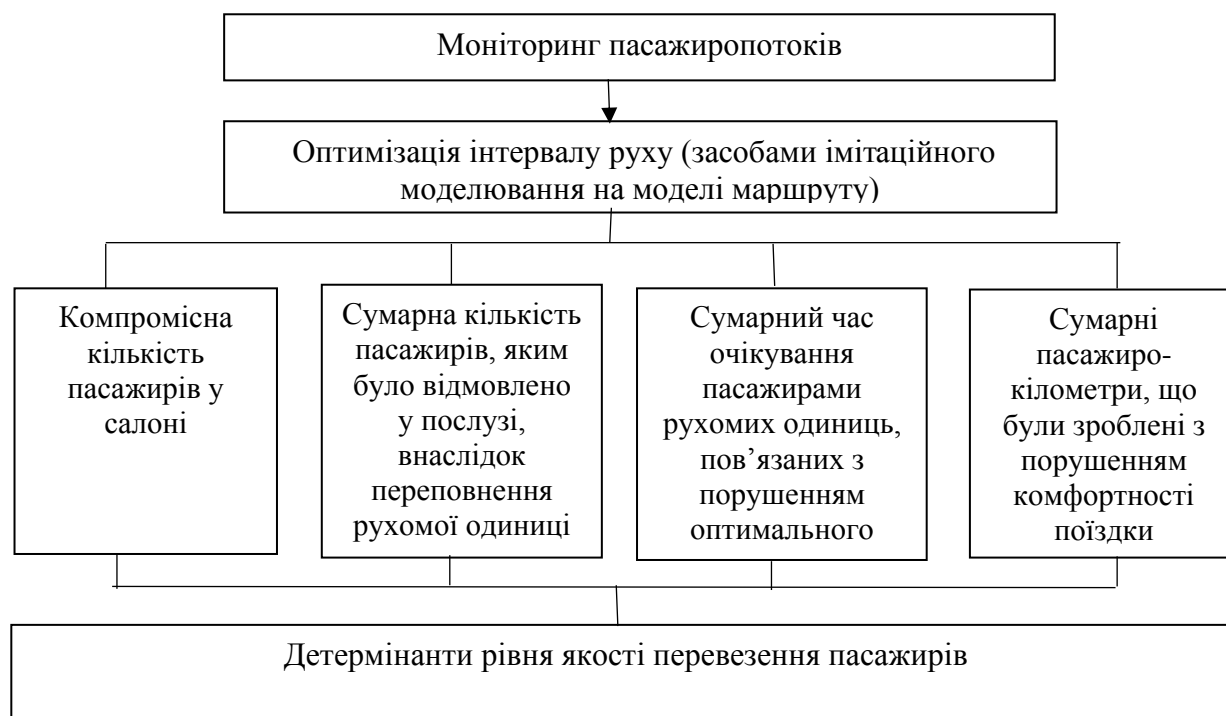 Моніторинг пасажиропотоків
Оптимізація інтервалу руху (засобами імітаційного
моделювання на моделі маршруту)
Компромісна
кількість
пасажирів у
салоні
Сумарна кількість
пасажирів, яким
було відмовлено
у послузі,
внаслідок
переповнення
рухомої одиниці
Сумарний час
очікування
пасажирами
рухомих одиниць,
пов’язаних з
порушенням
оптимального
Сумарні
пасажиро-
кілометри, що
були зроблені з
порушенням
комфортності
поїздки
Детермінанти рівня якості перевезення пасажирів